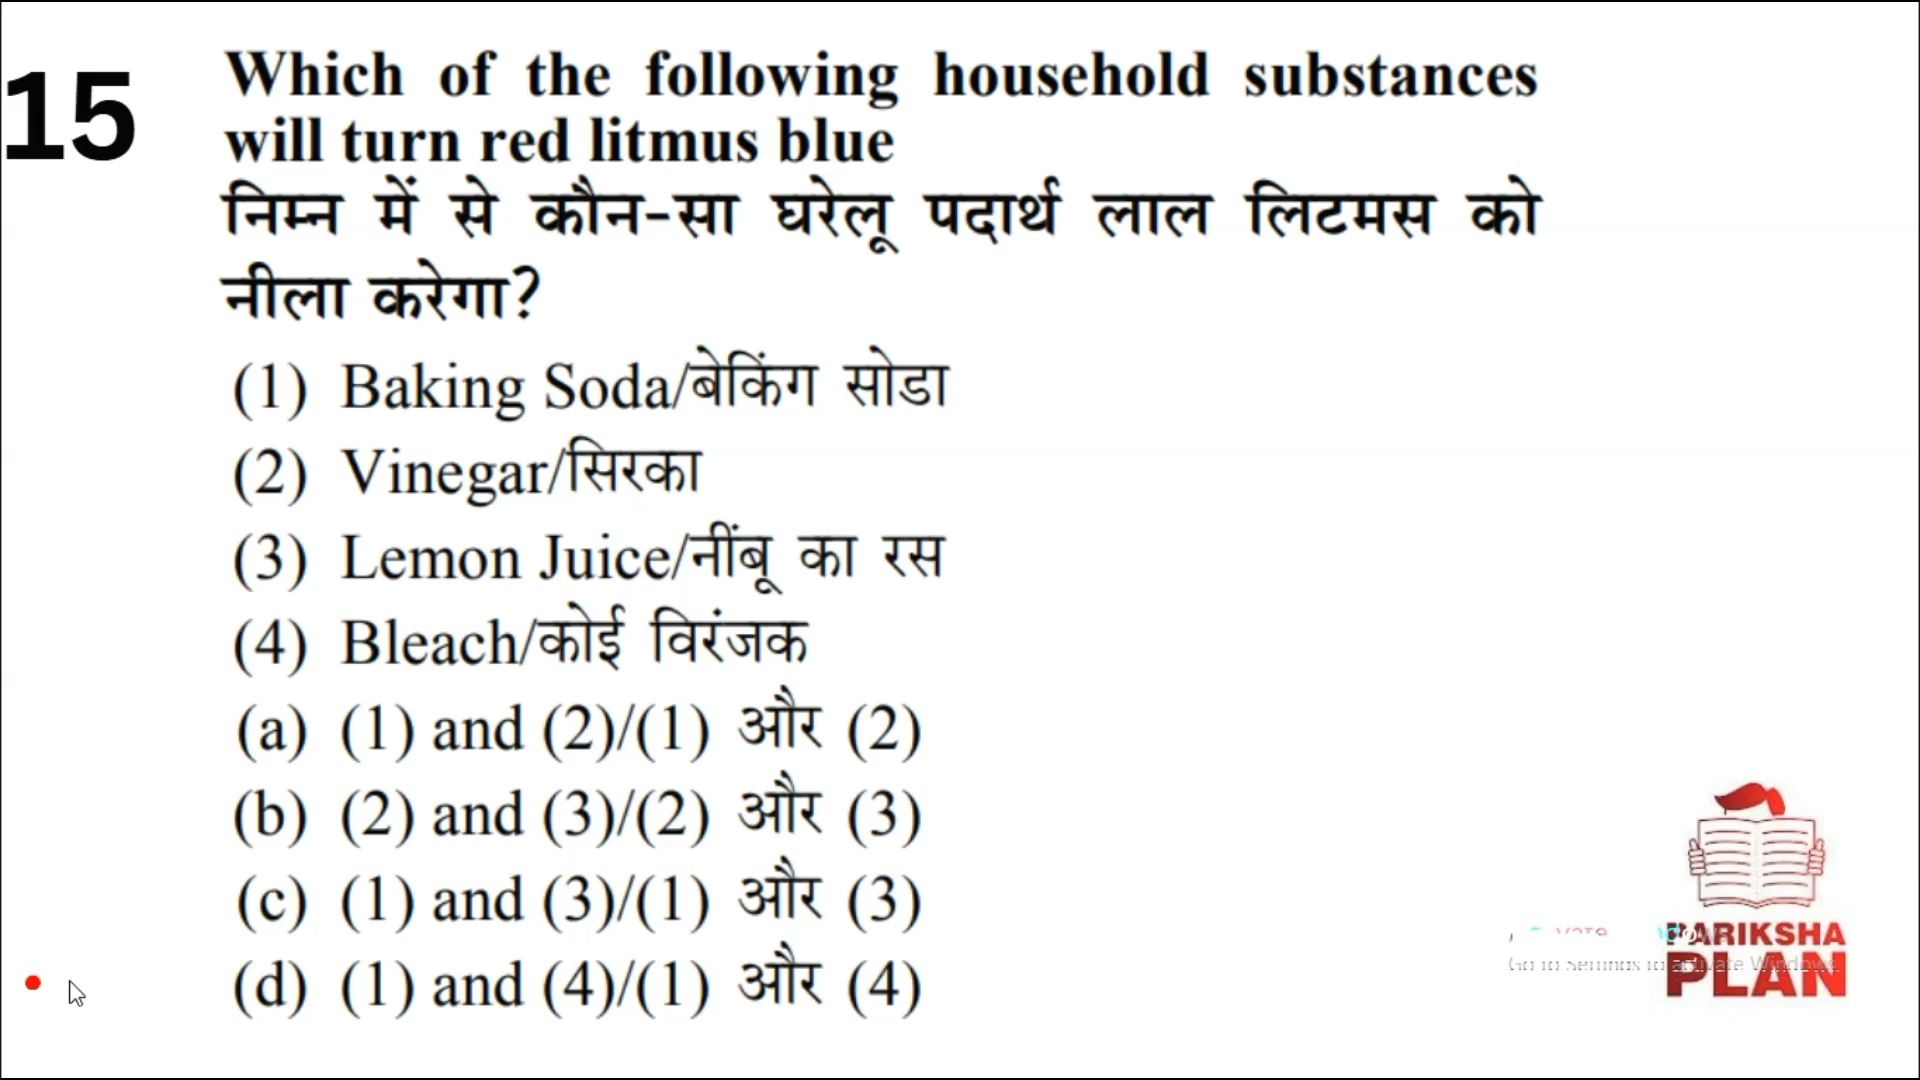 15
Which of the following household substances
will turn red litmus blue
निम्न में से कौन-सा घरेलू पदार्थ लाल लिटमस को
नीला करेगा?
(1) Baking Soda/बेकिंग सोडा
(2) Vinegar/सिरका
(3) Lemon Juice/नींबू का रस
(4) Bleach/कोई विरंजक
(a) (1) and (2)/(1) और (2)
(b) (2) and (3)/(2) और (3)
(c) (1) and (3)/(1) और (3)
(d) (1) and (4)/(1) और (4)
PARIKSHA
PLAN